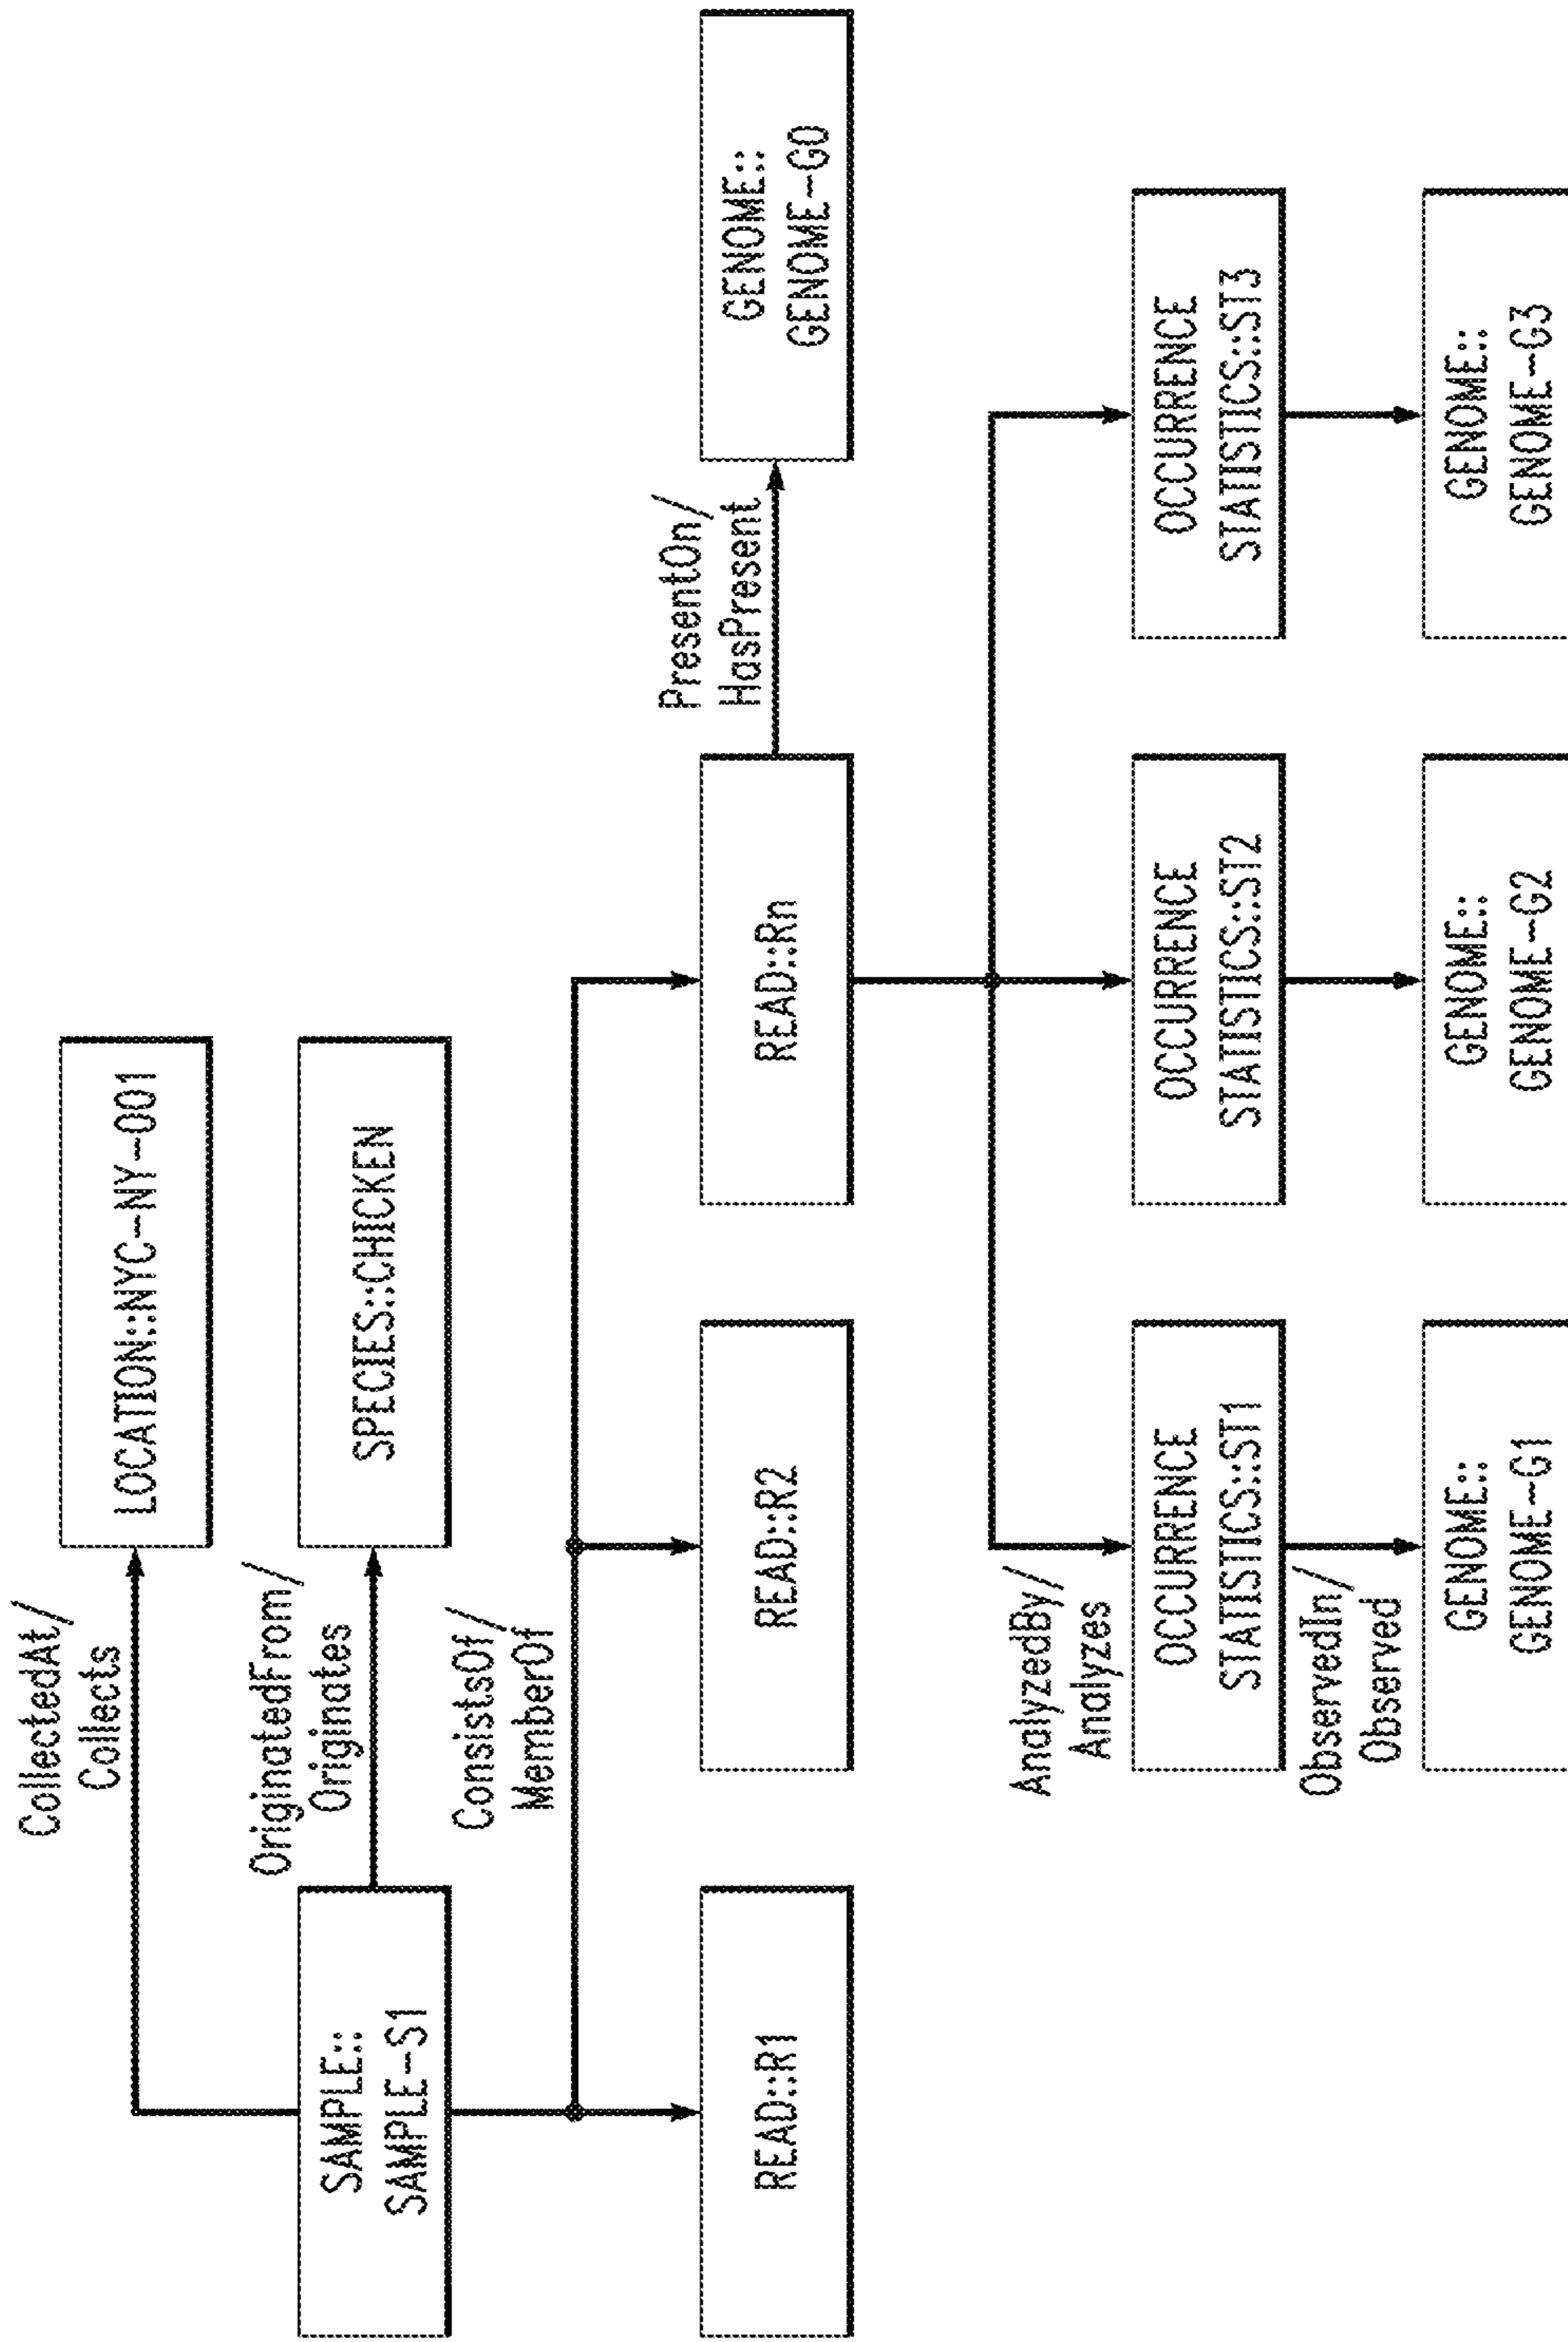 CollectedAt/
Collects
LOCATION::NYC-NY-001
SAMPLE::
SAMPLE-S1
OriginatedFrom/
Originates
SPECIES::CHICKEN
ConsistsOf/
MemberOf
READ::R1
READ::R2
READ::Rn
PresentOn/
HasPresent
GENOME::
GENOME-G0
AnalyzedBy/
Analyzes
OCCURRENCE
STATISTICS::ST1
OCCURRENCE
STATISTICS::ST2
OCCURRENCE
STATISTICS::ST3
ObservedIn/
Observed
GENOME::
GENOME-G1
GENOME::
GENOME-G2
GENOME::
GENOME-G3